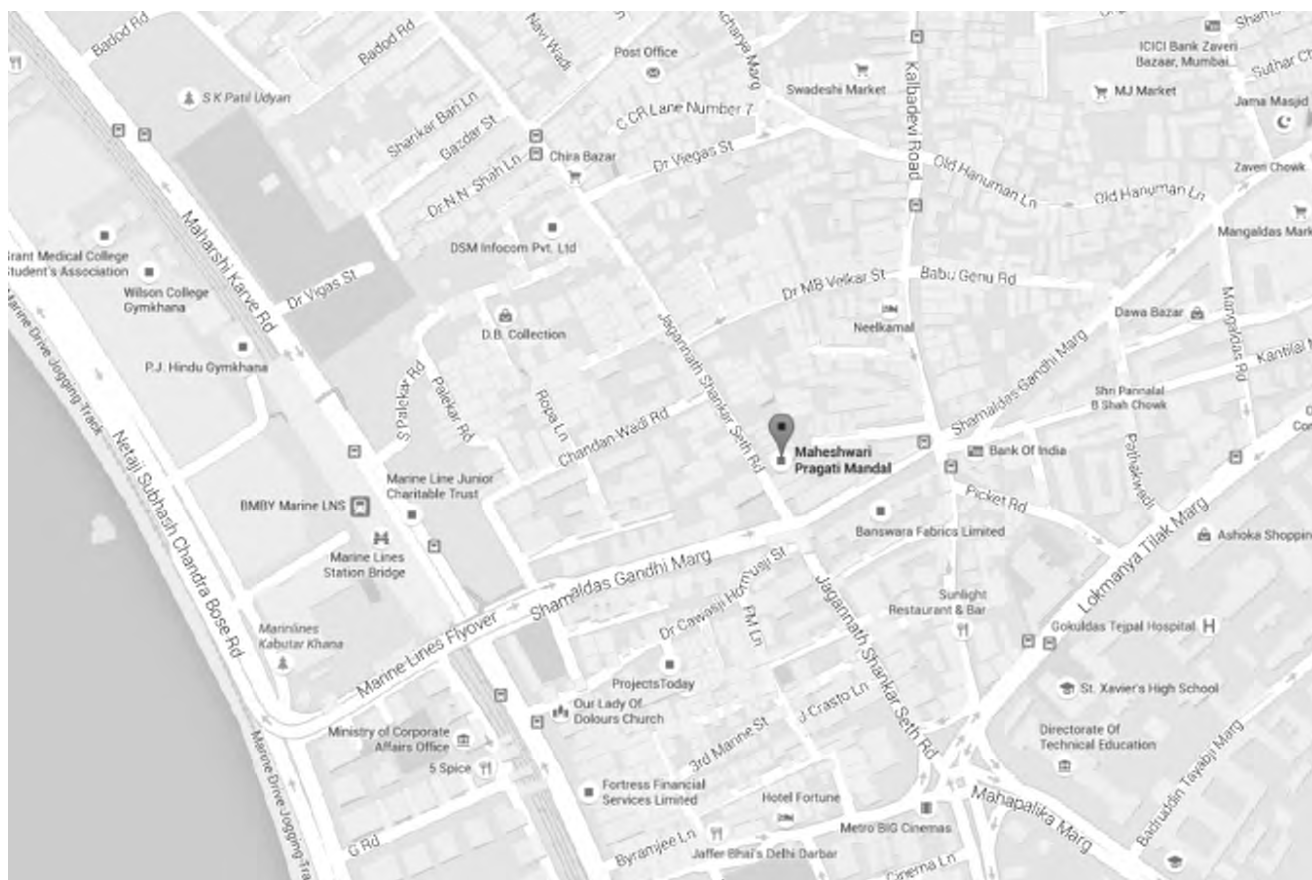 Badod Rd
Badod Rd
Navi Wadi
Post Office
Acharya Marg
Kalbadevi Road
ICICI Bank Zaveri
Bazaar, Mumbai
Suthar
Swadeshi Market
MJ Market
Jama Masjid
S K Patil Udyan
Shankar Bari Ln
Gazdar St
C CR Lane Number 7
Chira Bazar
Dr Viegas St
Old Hanuman Ln
Old Hanuman Ln
Zaveri Chowk
Dr N.N. Shah Ln
Maharshi Karve Rd
DSM Infocom Pvt. Ltd
Mangaldas
Medical College
Student's Association
Wilson College
Gymkhana
Dr Vigas St
Dr MB Velkar St
Babu Genu Rd
D.B. Collection
Neelkamal
Dawa Bazar
Mangaldas Rd
Kantilal
P.J. Hindu Gymkhana
Jagannath Shankar Seth Rd
Shamaldas Gandhi Marg
S Palekar Rd
Palekar Rd
Ropa Ln
Chandan Wadi Rd
Shri Pannalal
B Shah Chowk
Marine Drive Jogging Track
Netaji Subhash Chandra Bose Rd
Maheshwari
Pragati Mandal
Bank Of India
Pathakwadi
Marine Line Junior
Charitable Trust
BMBY Marine LNS
Picket Rd
Banswara Fabrics Limited
Lokmanya Tilak Marg
Ashoka
Marine Lines
Station Bridge
Shamaldas Gandhi Marg
Dr Cawasji Hormusji St
FM Ln
Jagannath Shankar Seth Rd
Sunlight
Restaurant & Bar
Gokuldas Tejpal Hospital
Marinlines
Kabutar Khana
Marine Lines Flyover
ProjectsToday
St. Xavier's High School
Our Lady Of
Dolours Church
J Crasto Ln
Ministry of Corporate
Affairs Office
3rd Marine St
Directorate Of
Technical Education
5 Spice
Marine Drive Jogging
Fortress Financial
Services Limited
Hotel Fortune
Metro BIG Cinemas
Mahapalika Marg
Badruddin Tayabji Marg
G Rd
Byramjee Ln
Jaffer Bhai's Delhi Darbar
Cinema Ln